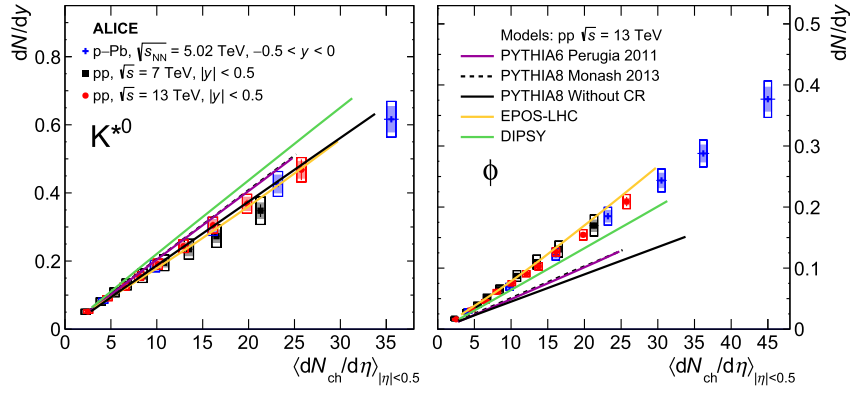 dN/dy
0.8
0.6
0.4
0.2
0
ALICE
p–Pb, √sNN = 5.02 TeV, −0.5 < y < 0
pp, √s = 7 TeV, |y| < 0.5
pp, √s = 13 TeV, |y| < 0.5
K*0
0 5 10 15 20 25 30 35
⟨dNch/dη⟩|η|<0.5
Models: pp √s = 13 TeV
PYTHIA6 Perugia 2011
PYTHIA8 Monash 2013
PYTHIA8 Without CR
EPOS-LHC
DIPSY
ϕ
dN/dy
0.5
0.4
0.3
0.2
0.1
0
0 5 10 15 20 25 30 35 40 45
⟨dNch/dη⟩|η|<0.5